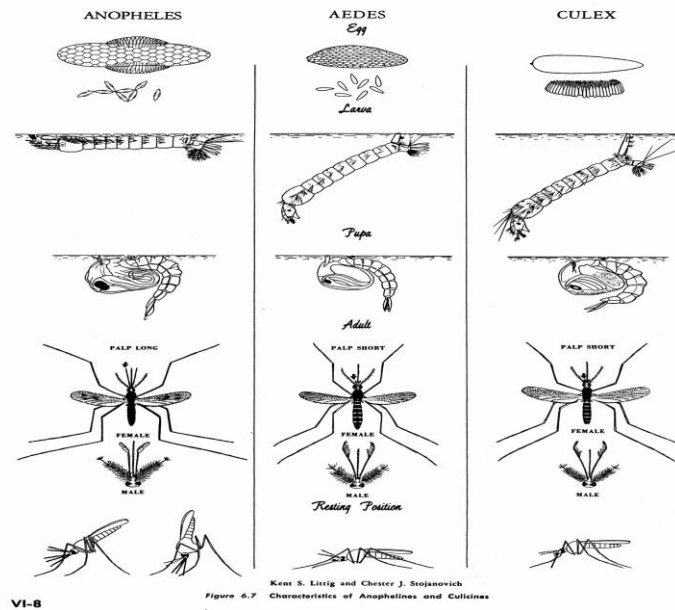 ANOPHELES AEDES CULEX
Egg
Larva
Pupa
Adult
PALP LONG PALP SHORT PALP SHORT
FEMALE FEMALE FEMALE
MALE MALE MALE
Resting Position
Kent S. Littig and Chester J. Stojanovich
Figure 6.7 Characteristics of Anophelines and Culicines
VI-8